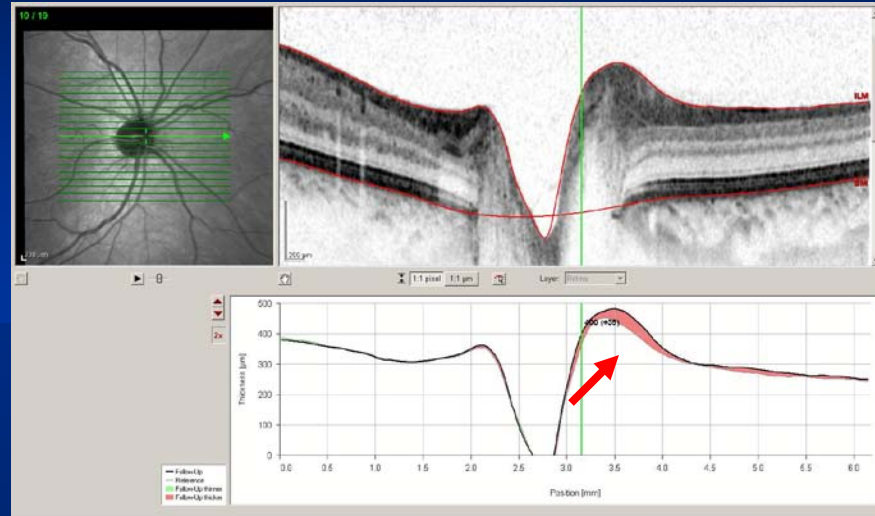 10 / 19
200 µm
ILM
BM
200 µm
1:1 pixel
1:1 µm
Layer:
Retina
2x
Thickness [µm]
500
400
300
200
100
0
400 (+35)
0.0
0.5
1.0
1.5
2.0
2.5
3.0
3.5
4.0
4.5
5.0
5.5
6.0
Position [mm]
Follow-Up
Reference
Follow-Up thinner
Follow-Up thicker